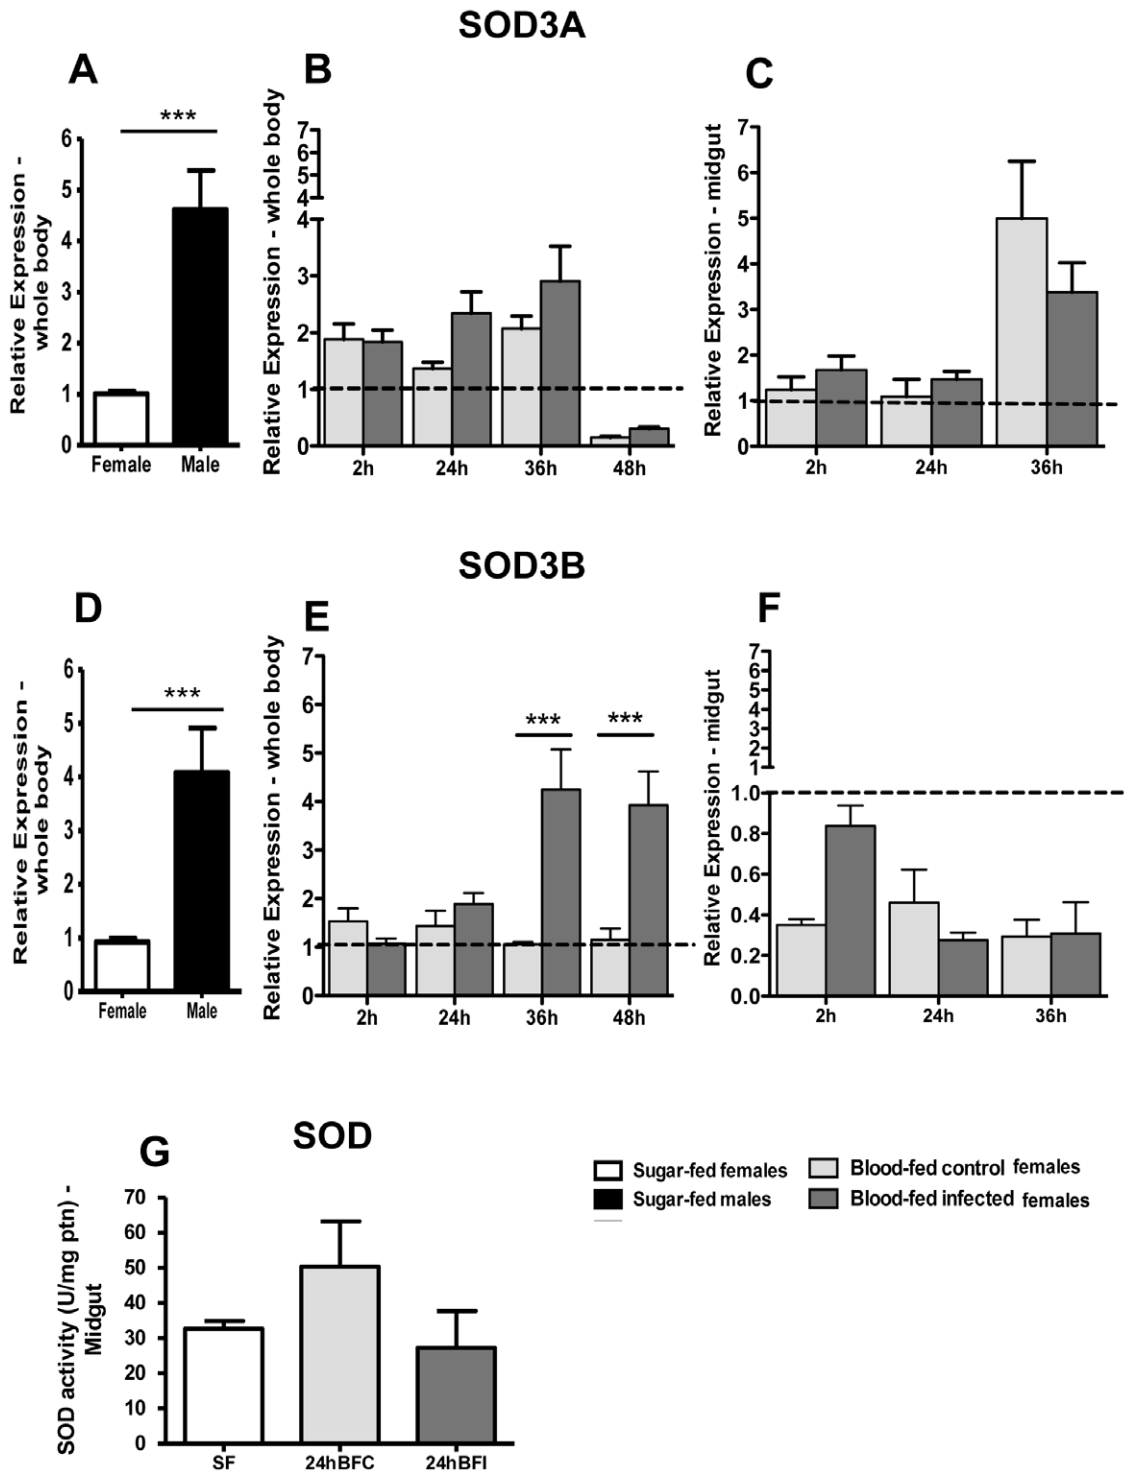 SOD3A
A
B
C
Relative Expression -
whole body
6
5
4
3
2
1
0
***
Female
Male
Relative Expression - whole body
7
6
5
4
4
3
2
1
0
2h
24h
36h
48h
Relative Expression - midgut
7
6
5
4
3
2
1
0
2h
24h
36h
SOD3B
D
E
F
Relative Expression -
whole body
6
5
4
3
2
1
0
***
Female
Male
Relative Expression - whole body
7
6
5
4
3
2
1
0
***
***
2h
24h
36h
48h
Relative Expression - midgut
7
6
5
4
3
2
1
1.0
0.8
0.6
0.4
0.2
0.0
2h
24h
36h
G
SOD
SOD activity (U/mg ptn) -
Midgut
70
60
50
40
30
20
10
0
SF
24hBFC
24hBFI
Sugar-fed females
Sugar-fed males
Blood-fed control females
Blood-fed infected females